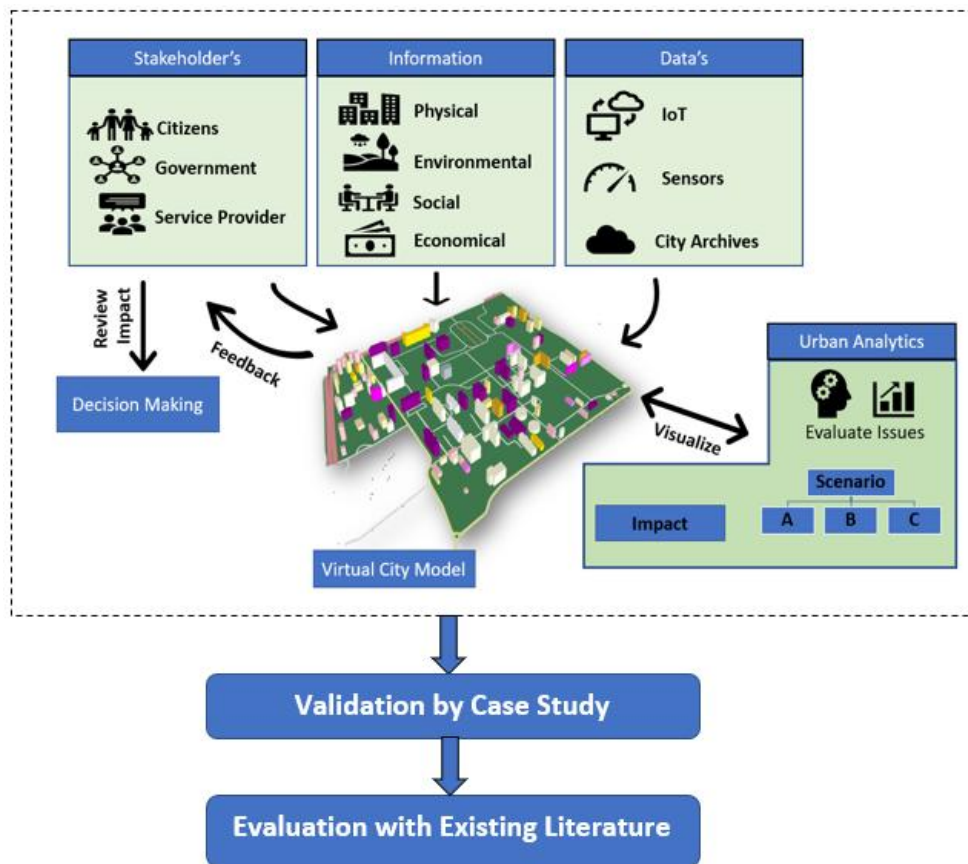 Stakeholder's
Citizens
Government
Service Provider
Information
Physical
Environmental
Social
Economical
Data's
IoT
Sensors
City Archives
Review
Impact
Feedback
Decision Making
Virtual City Model
Visualize
Urban Analytics
Evaluate Issues
Scenario
A
B
C
Impact
Validation by Case Study
Evaluation with Existing Literature